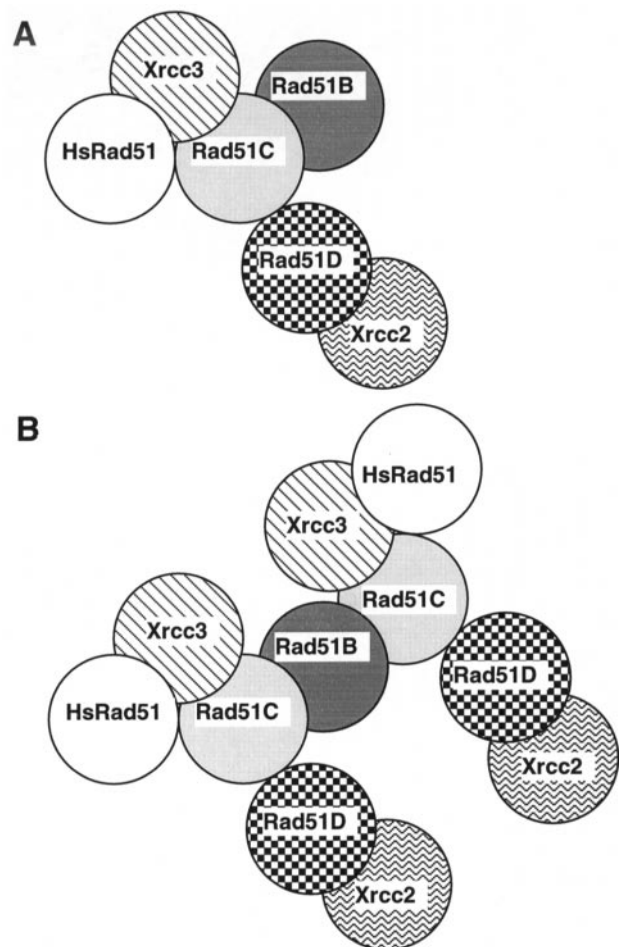 A
Xrcc3
Rad51B
HsRad51
Rad51C
Rad51D
Xrcc2
B
HsRad51
Xrcc3
Rad51C
Xrcc3
Rad51B
Rad51D
HsRad51
Rad51C
Xrcc2
Rad51D
Xrcc2